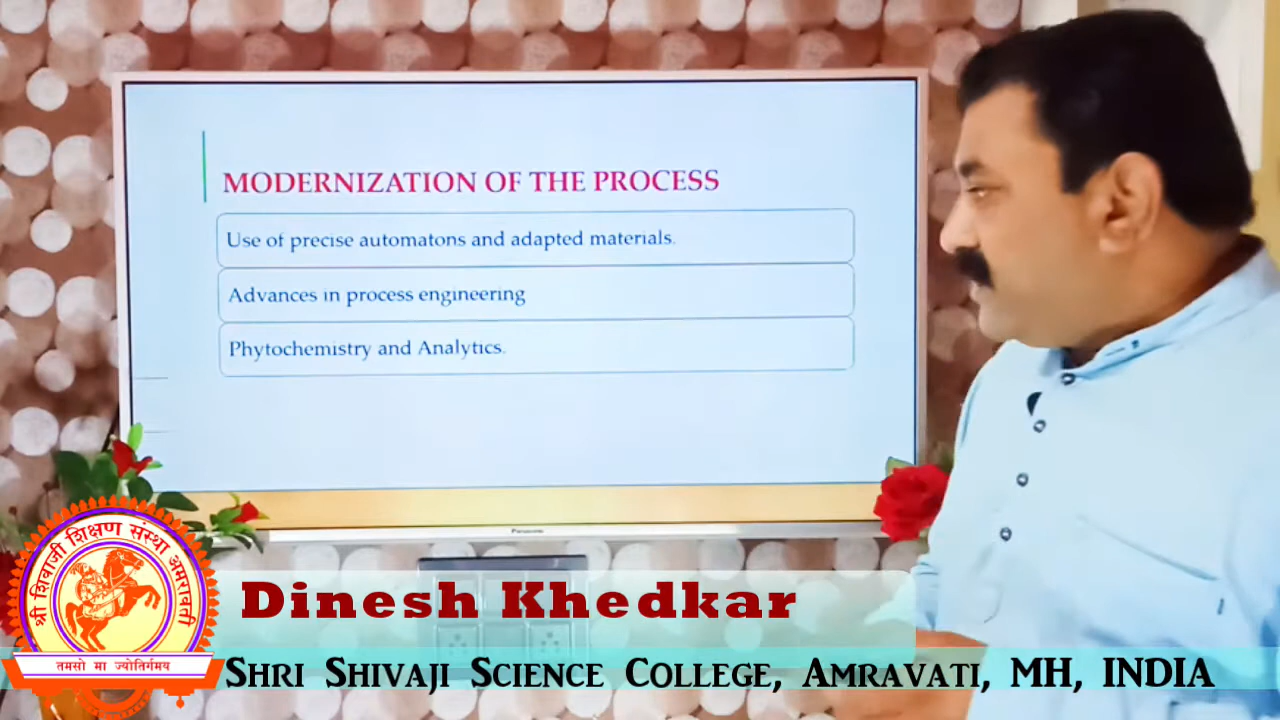 MODERNIZATION OF THE PROCESS
Use of precise automatons and adapted materials.
Advances in process engineering
Phytochemistry and Analytics.
Panasonic
श्री शिवाजी शिक्षण संस्था अमरावती
तमसो मा ज्योतिर्गमय
Dinesh Khedkar
SHRI SHIVAJI SCIENCE COLLEGE, AMRAVATI, MH, INDIA